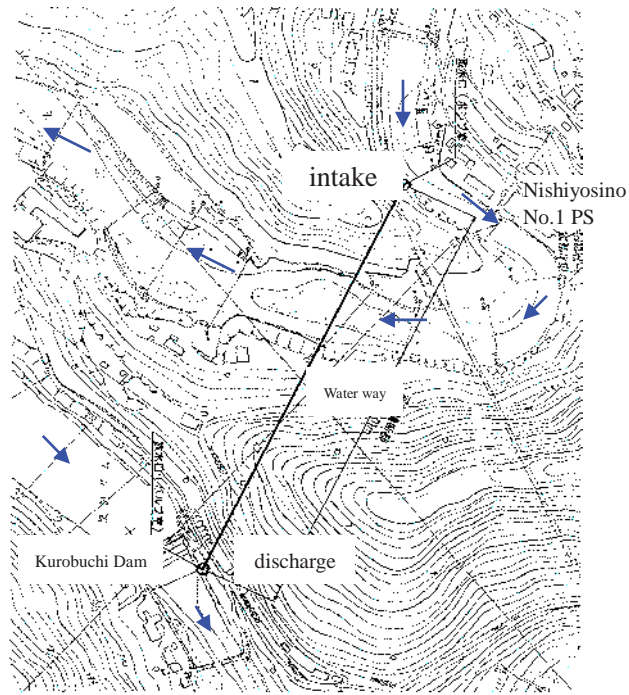 intake
Nishiyosino
No.1 PS
Water way
Kurobuchi Dam
discharge